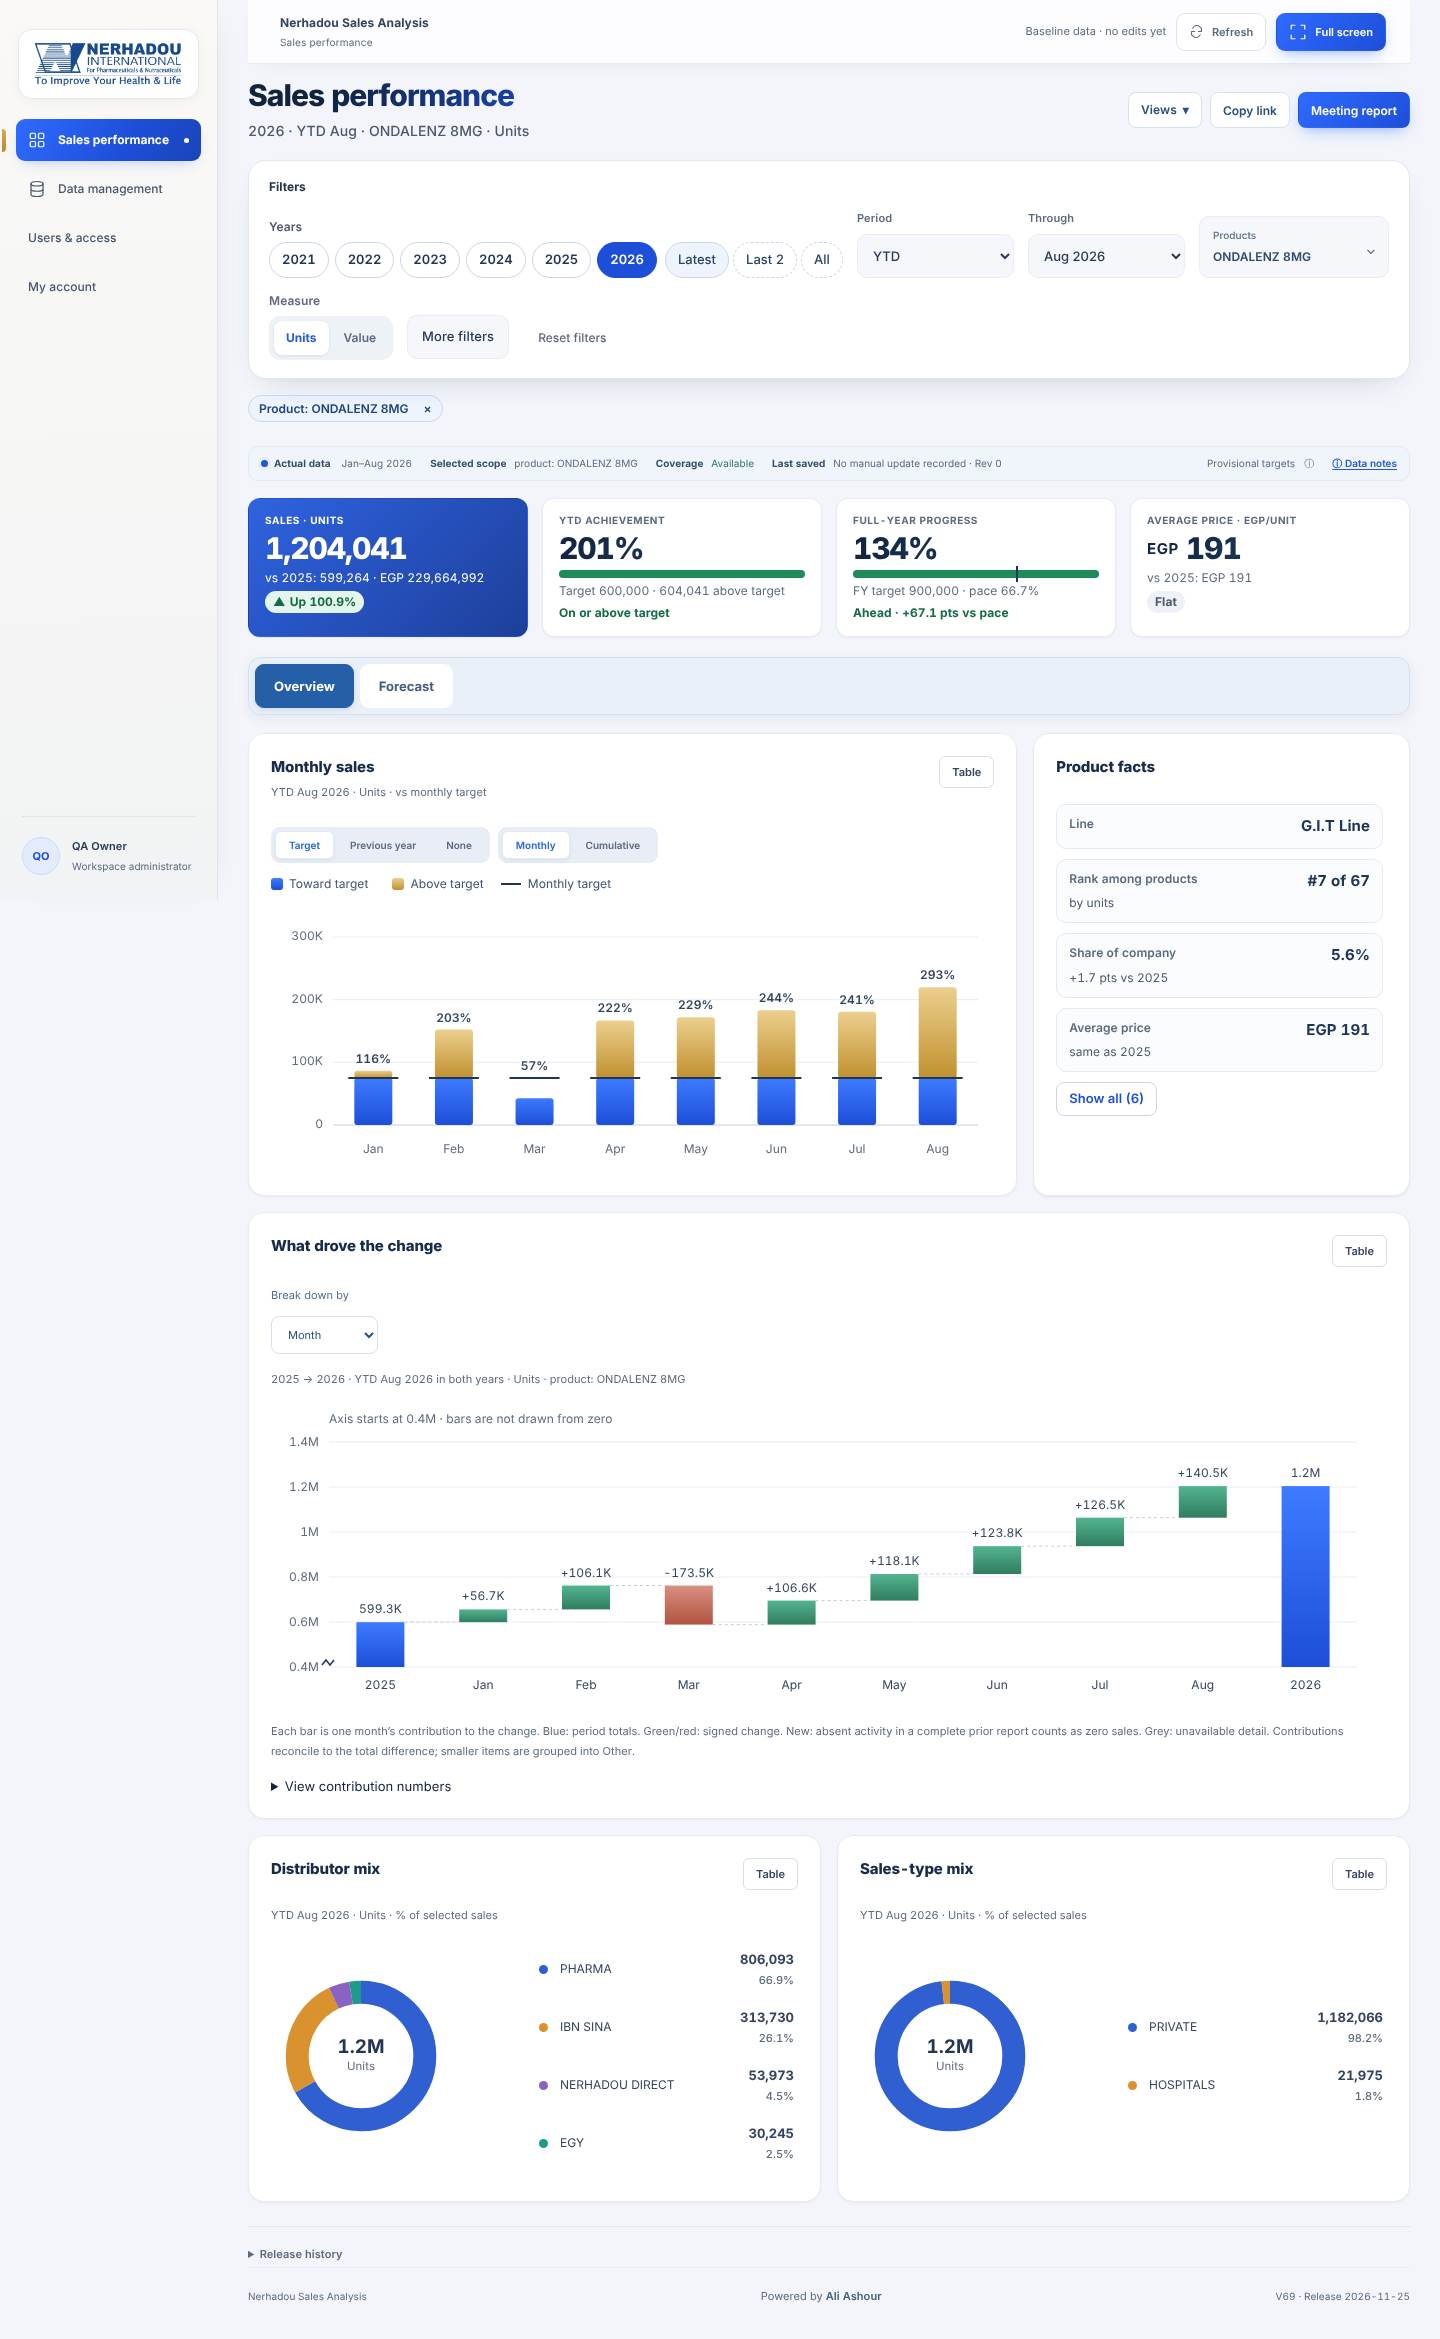 NERHADOU
INTERNATIONAL
For Pharmaceuticals & Nutraceuticals
To Improve Your Health & Life
Sales performance
Data management
Users & access
My account
QO
QA Owner
Workspace administrator
Nerhadou Sales Analysis
Sales performance
Baseline data · no edits yet
Refresh
Full screen
Sales performance
2026 · YTD Aug · ONDALENZ 8MG · Units
Views ▾
Copy link
Meeting report
Filters
Years
2021 2022 2023 2024 2025 2026 Latest Last 2 All
Period
YTD
Through
Aug 2026
Products
ONDALENZ 8MG
Measure
Units Value
More filters
Reset filters
Product: ONDALENZ 8MG ×
Actual data Jan–Aug 2026 Selected scope product: ONDALENZ 8MG Coverage Available Last saved No manual update recorded · Rev 0 Provisional targets ⓘ ⓘ Data notes
SALES · UNITS
1,204,041
vs 2025: 599,264 · EGP 229,664,992
▲ Up 100.9%
YTD ACHIEVEMENT
201%
Target 600,000 · 604,041 above target
On or above target
FULL-YEAR PROGRESS
134%
FY target 900,000 · pace 66.7%
Ahead · +67.1 pts vs pace
AVERAGE PRICE · EGP/UNIT
EGP 191
vs 2025: EGP 191
Flat
Overview Forecast
Monthly sales
Table
YTD Aug 2026 · Units · vs monthly target
Target Previous year None Monthly Cumulative
Toward target Above target Monthly target
300K
200K
100K
0
116% 203% 57% 222% 229% 244% 241% 293%
Jan Feb Mar Apr May Jun Jul Aug
Product facts
Line G.I.T Line
Rank among products #7 of 67
by units
Share of company 5.6%
+1.7 pts vs 2025
Average price EGP 191
same as 2025
Show all (6)
What drove the change
Table
Break down by
Month
2025 → 2026 · YTD Aug 2026 in both years · Units · product: ONDALENZ 8MG
Axis starts at 0.4M · bars are not drawn from zero
1.4M
1.2M
1M
0.8M
0.6M
0.4M
599.3K +56.7K +106.1K -173.5K +106.6K +118.1K +123.8K +126.5K +140.5K 1.2M
2025 Jan Feb Mar Apr May Jun Jul Aug 2026
Each bar is one month's contribution to the change. Blue: period totals. Green/red: signed change. New: absent activity in a complete prior report counts as zero sales. Grey: unavailable detail. Contributions
reconcile to the total difference; smaller items are grouped into Other.
▶ View contribution numbers
Distributor mix
Table
YTD Aug 2026 · Units · % of selected sales
1.2M
Units
PHARMA 806,093
66.9%
IBN SINA 313,730
26.1%
NERHADOU DIRECT 53,973
4.5%
EGY 30,245
2.5%
Sales-type mix
Table
YTD Aug 2026 · Units · % of selected sales
1.2M
Units
PRIVATE 1,182,066
98.2%
HOSPITALS 21,975
1.8%
▶ Release history
Nerhadou Sales Analysis
Powered by Ali Ashour
V69 · Release 2026-11-25